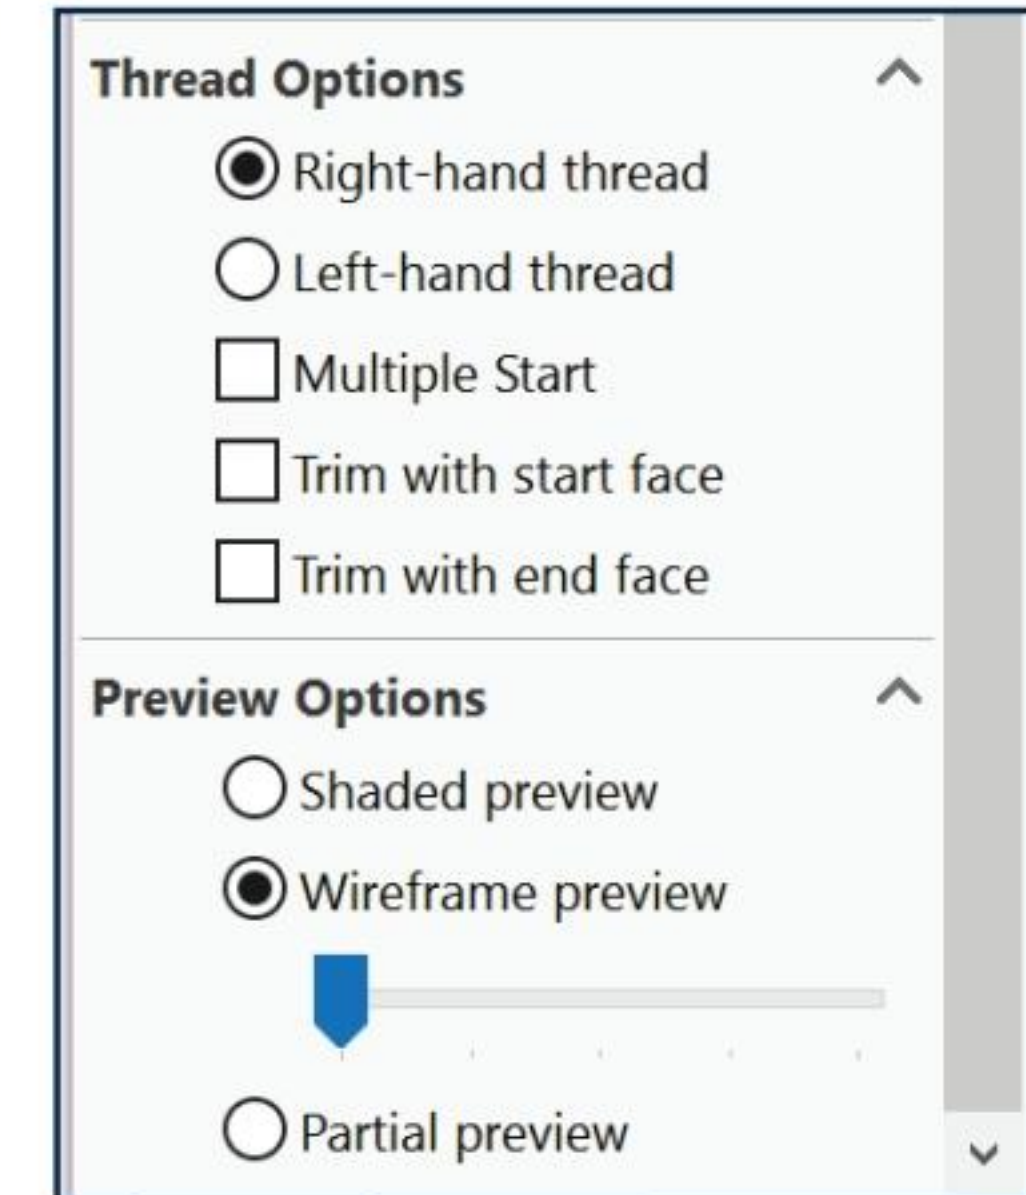 Thread Options
Right-hand thread
Left-hand thread
Multiple Start
Trim with start face
Trim with end face
Preview Options
Shaded preview
Wireframe preview
Partial preview